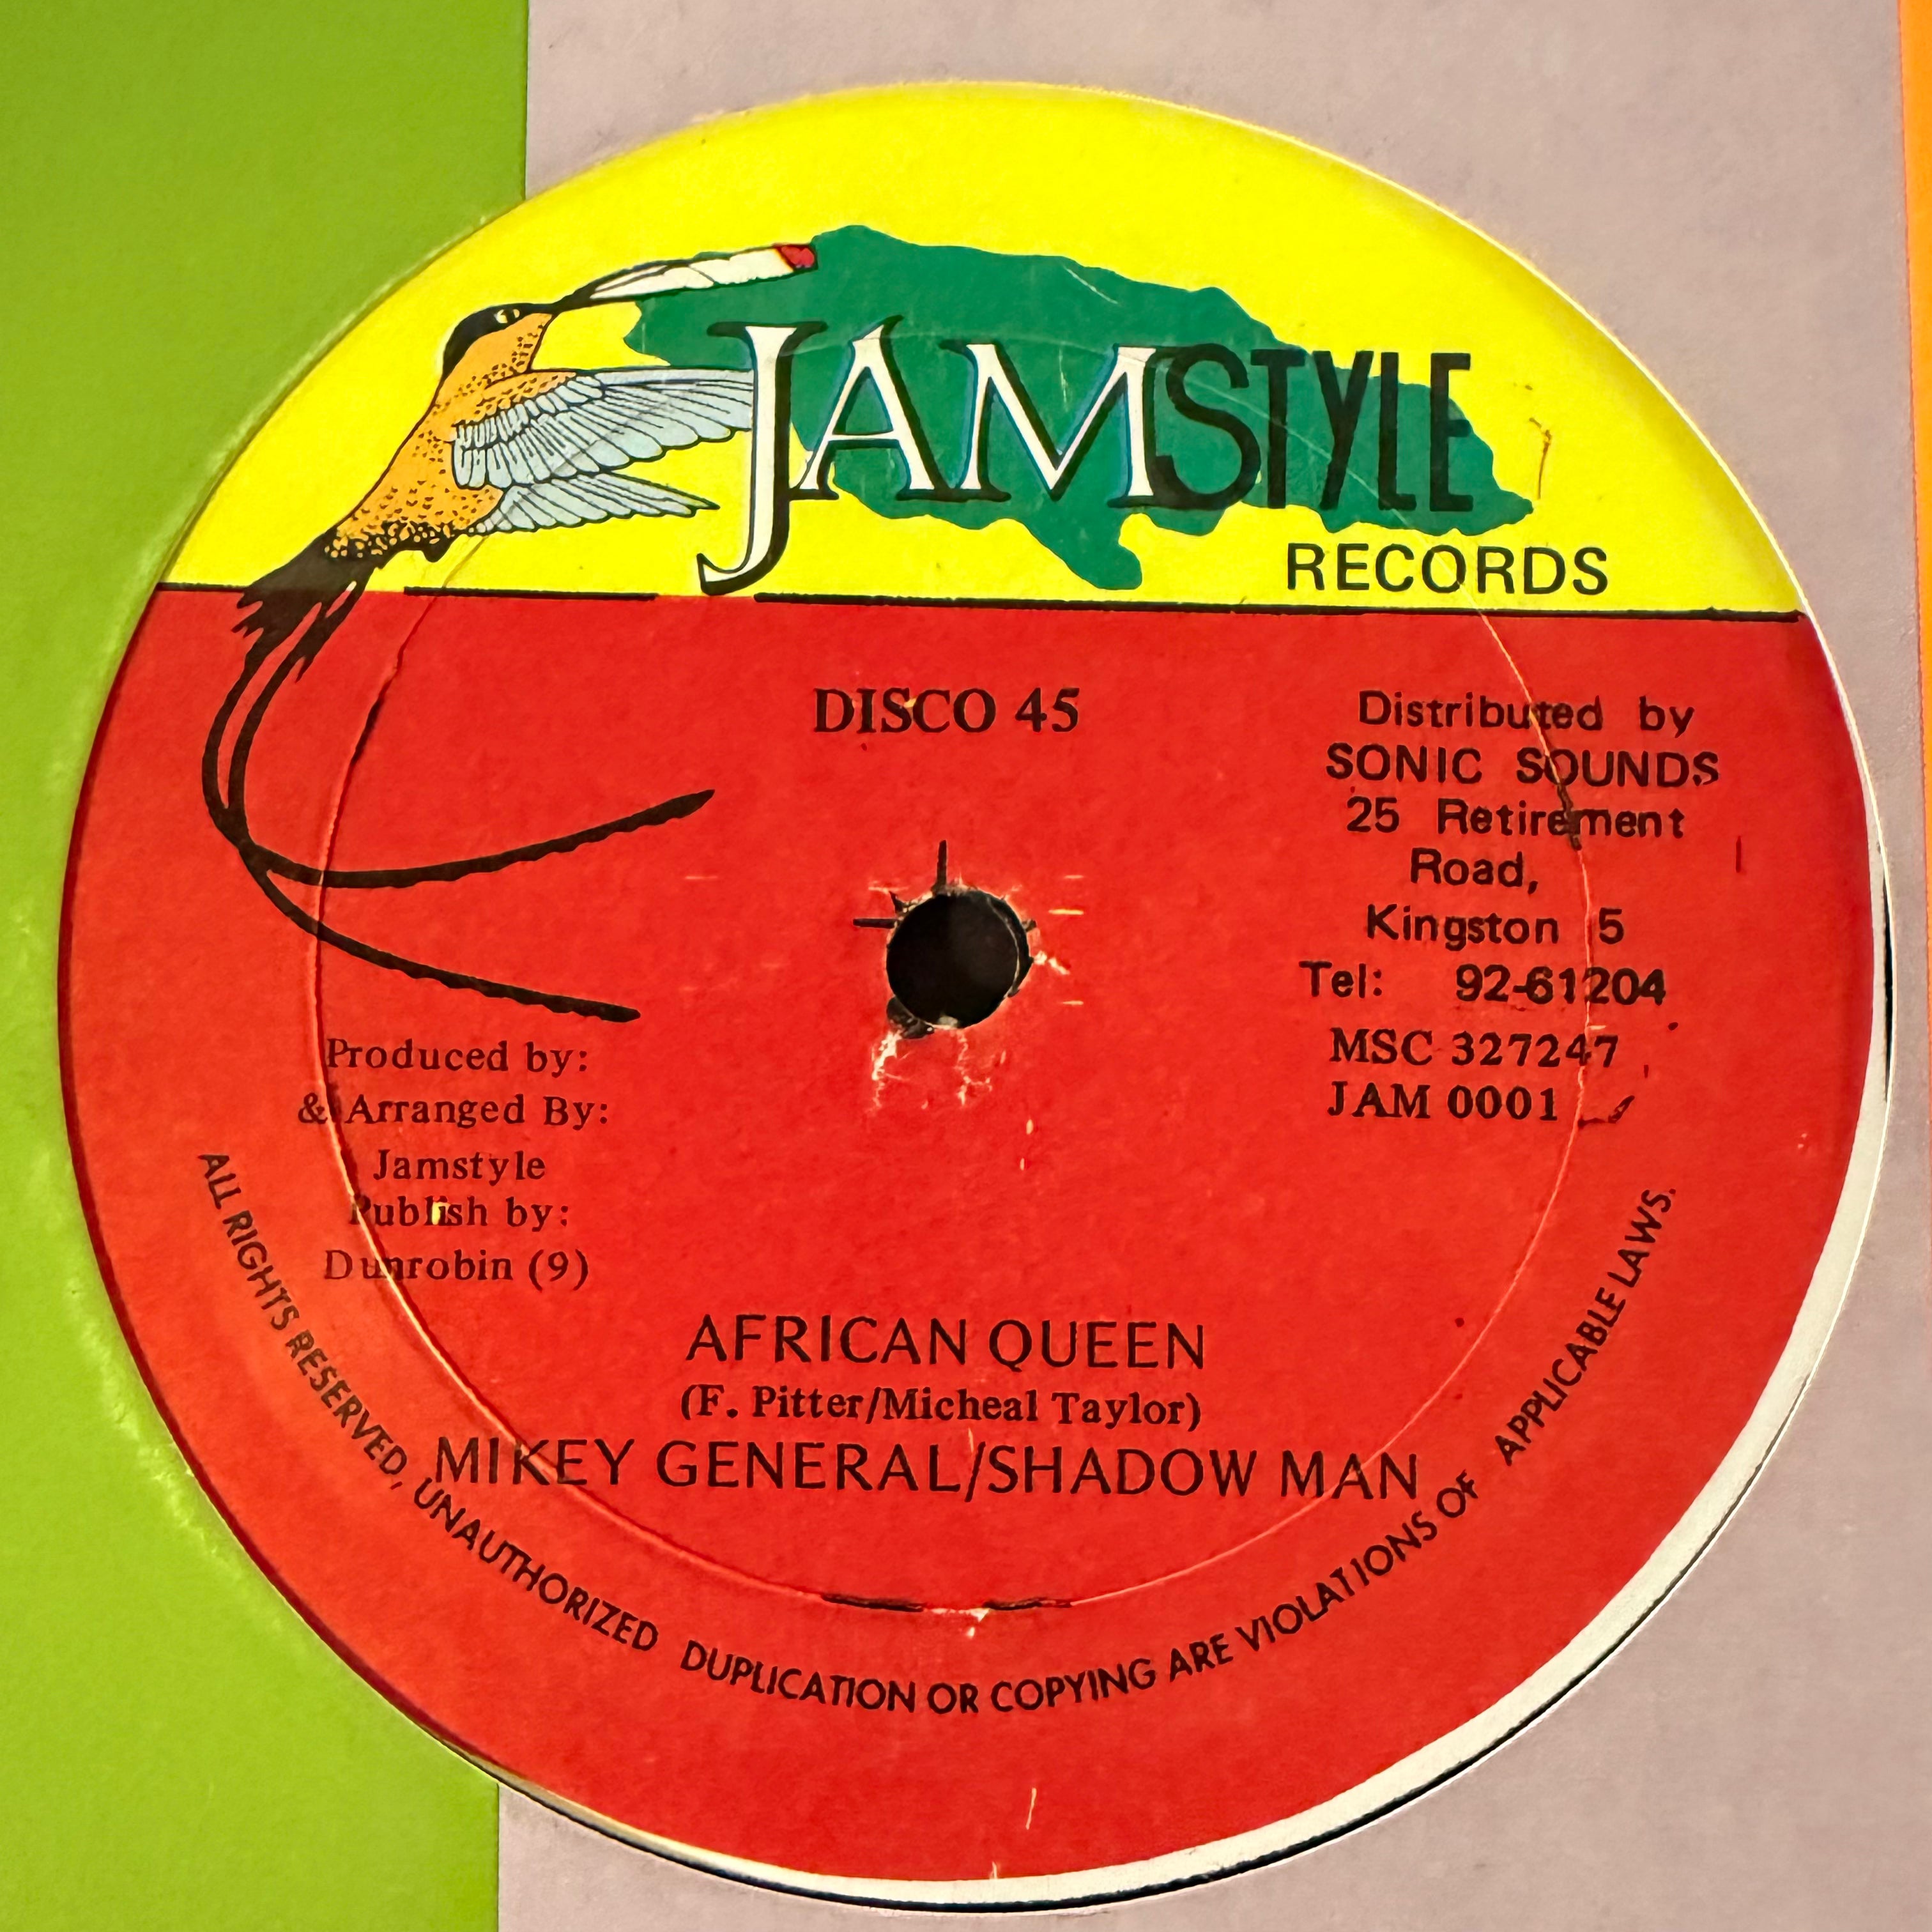 JAMSTYLE
RECORDS
DISCO 45
Distributed by
SONIC SOUNDS
25 Retirement
Road,
Kingston 5
Tel: 92-61204
MSC 327247
JAM 0001
Produced by:
& Arranged By:
Jamstyle
Publish by:
Dunrobin (9)
AFRICAN QUEEN
(F. Pitter/Micheal Taylor)
MIKEY GENERAL/SHADOW MAN
ALL RIGHTS RESERVED, UNAUTHORIZED DUPLICATION OR COPYING ARE VIOLATIONS OF APPLICABLE LAWS.